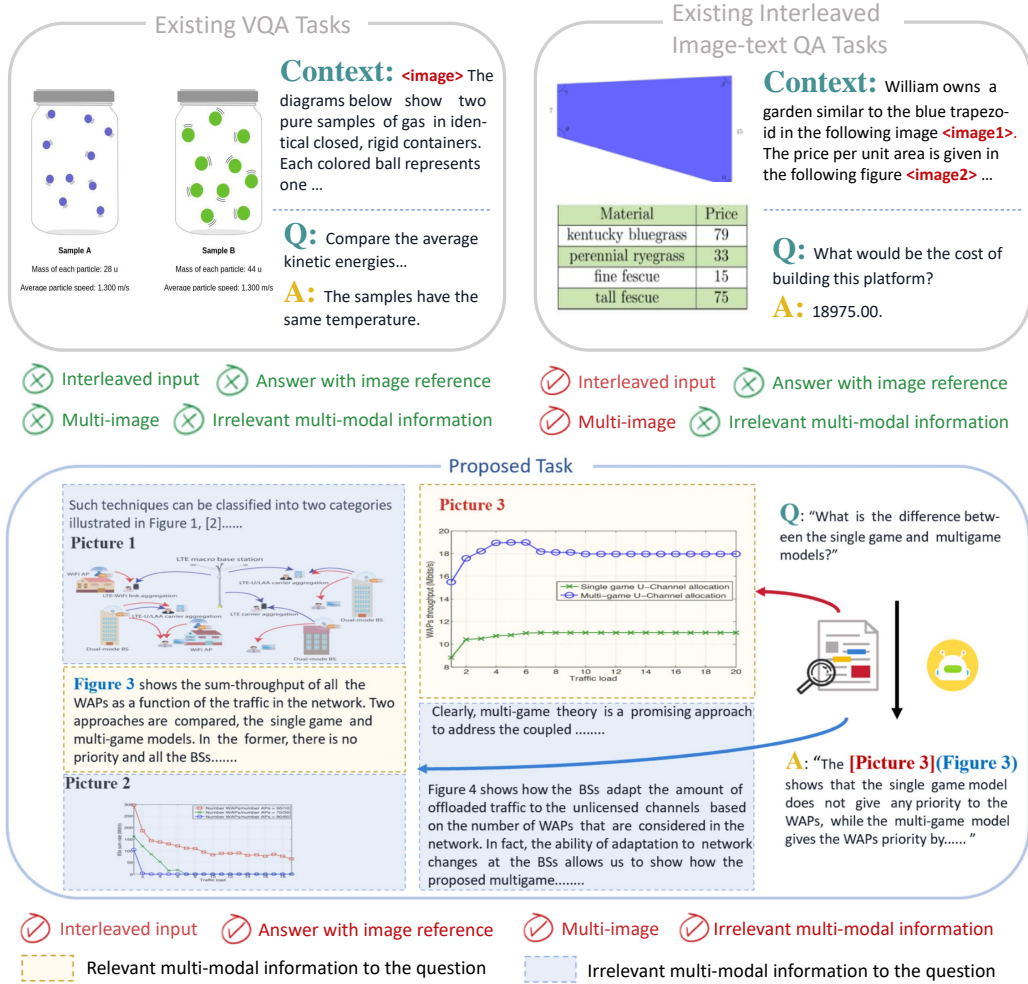 Existing VQA Tasks
Context: <image> The
diagrams below show two
pure samples of gas in iden-
tical closed, rigid containers.
Each colored ball represents
one ...
Q: Compare the average
kinetic energies...
A: The samples have the
same temperature.
Sample A
Mass of each particle: 28 u
Average particle speed: 1,300 m/s
Sample B
Mass of each particle: 44 u
Average particle speed: 1,300 m/s
Existing Interleaved
Image-text QA Tasks
7
15
Material Price
kentucky bluegrass 79
perennial ryegrass 33
fine fescue 15
tall fescue 75
Context: William owns a
garden similar to the blue trapezo-
id in the following image <image1>.
The price per unit area is given in
the following figure <image2> ...
Q: What would be the cost of
building this platform?
A: 18975.00.
Interleaved input
Answer with image reference
Multi-image
Irrelevant multi-modal information
Interleaved input
Answer with image reference
Multi-image
Irrelevant multi-modal information
Proposed Task
Such techniques can be classified into two categories
illustrated in Figure 1, [2]......
Picture 1
LTE macro base station
WiFi AP
LTE-WiFi link aggregation
LTE-U/LAA carrier aggregation
LTE-U/LAA carrier aggregation
LTE carrier aggregation
Dual-mode BS
WiFi AP
Dual-mode BS
Dual-mode BS
Figure 3 shows the sum-throughput of all the
WAPs as a function of the traffic in the network. Two
approaches are compared, the single game and
multi-game models. In the former, there is no
priority and all the BSs.......
Picture 2
Traffic load
Picture 3
WAPs throughput (Mbits/s)
20
18
16
14
12
10
8
Single game U-Channel allocation
Multi-game U-Channel allocation
2 4 6 8 10 12 14 16 18 20
Traffic load
Clearly, multi-game theory is a promising approach
to address the coupled ........
Figure 4 shows how the BSs adapt the amount of
offloaded traffic to the unlicensed channels based
on the number of WAPs that are considered in the
network. In fact, the ability of adaptation to network
changes at the BSs allows us to show how the
proposed multigame........
Q: "What is the difference betw-
een the single game and multigame
models?"
A: "The [Picture 3](Figure 3)
shows that the single game model
does not give any priority to the
WAPs, while the multi-game model
gives the WAPs priority by......"
Interleaved input
Answer with image reference
Multi-image
Irrelevant multi-modal information
Relevant multi-modal information to the question
Irrelevant multi-modal information to the question